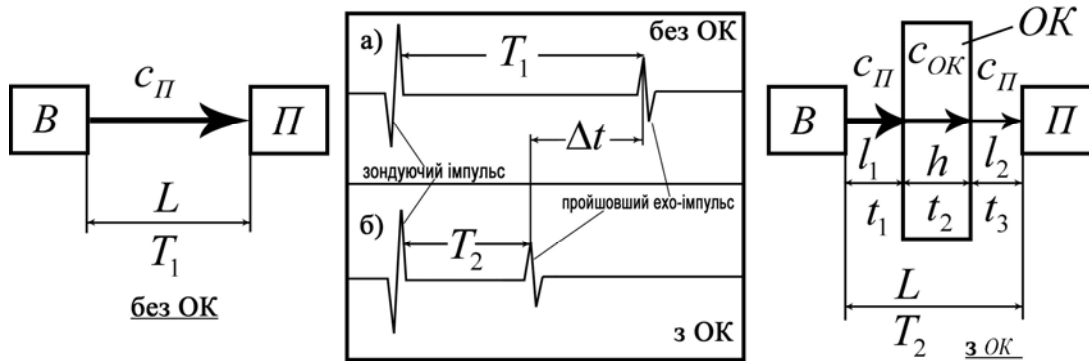 B
c_П
П
L
T_1
без ОК
а)
без ОК
T_1
Δt
зондуючий імпульс
пройшовший ехо-імпульс
б)
T_2
з ОК
ОК
c_П
c_ОК
c_П
B
П
l_1
h
l_2
t_1
t_2
t_3
L
T_2
з ОК